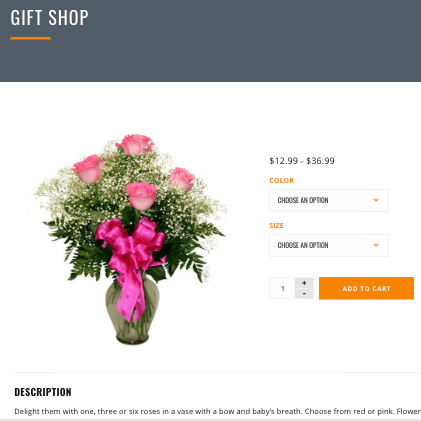 GIFT SHOP
$12.99 – $36.99
COLOR
CHOOSE AN OPTION
SIZE
CHOOSE AN OPTION
1 + -
ADD TO CART
DESCRIPTION
Delight them with one, three or six roses in a vase with a bow and baby's breath. Choose from red or pink. Flower